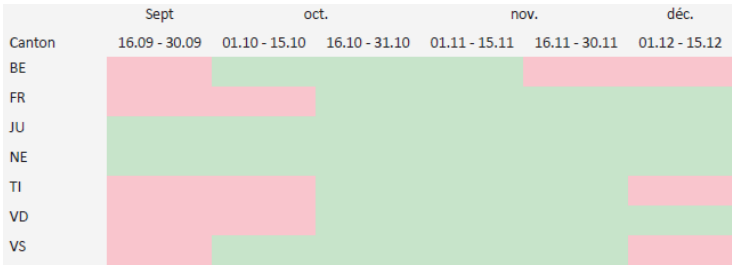 Sept oct. nov. déc.
Canton 16.09 - 30.09 01.10 - 15.10 16.10 - 31.10 01.11 - 15.11 16.11 - 30.11 01.12 - 15.12
BE
FR
JU
NE
TI
VD
VS